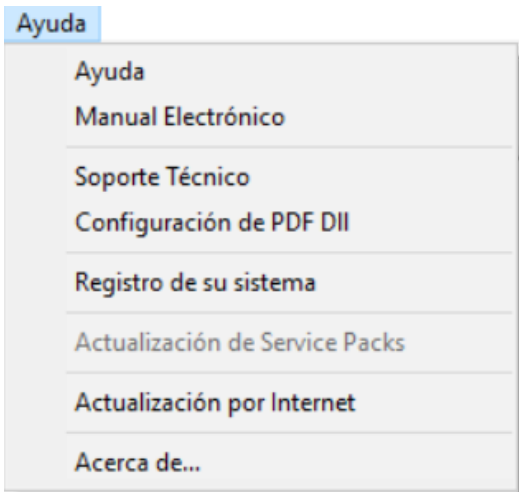 Ayuda
Ayuda
Manual Electrónico
Soporte Técnico
Configuración de PDF Dll
Registro de su sistema
Actualización de Service Packs
Actualización por Internet
Acerca de...